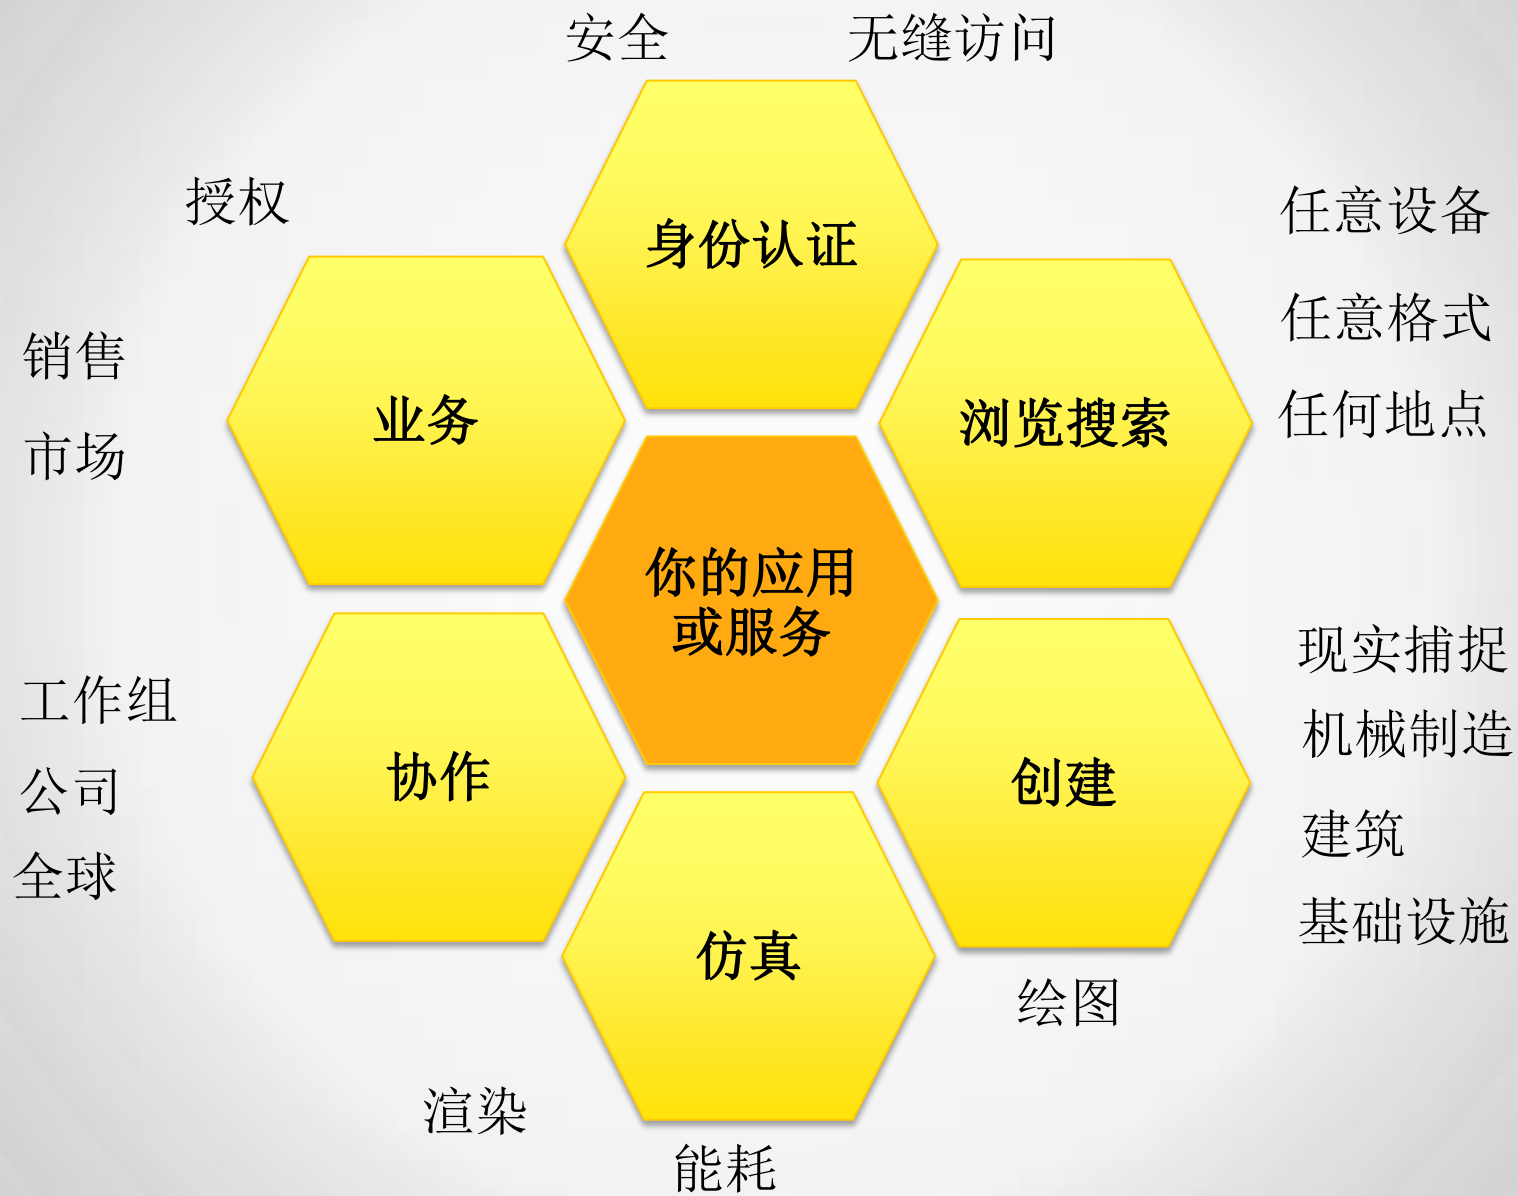 安全
无缝访问
授权
身份认证
任意设备
任意格式
任何地点
销售
市场
业务
浏览搜索
你的应用
或服务
工作组
公司
全球
协作
创建
现实捕捉
机械制造
建筑
基础设施
仿真
绘图
渲染
能耗